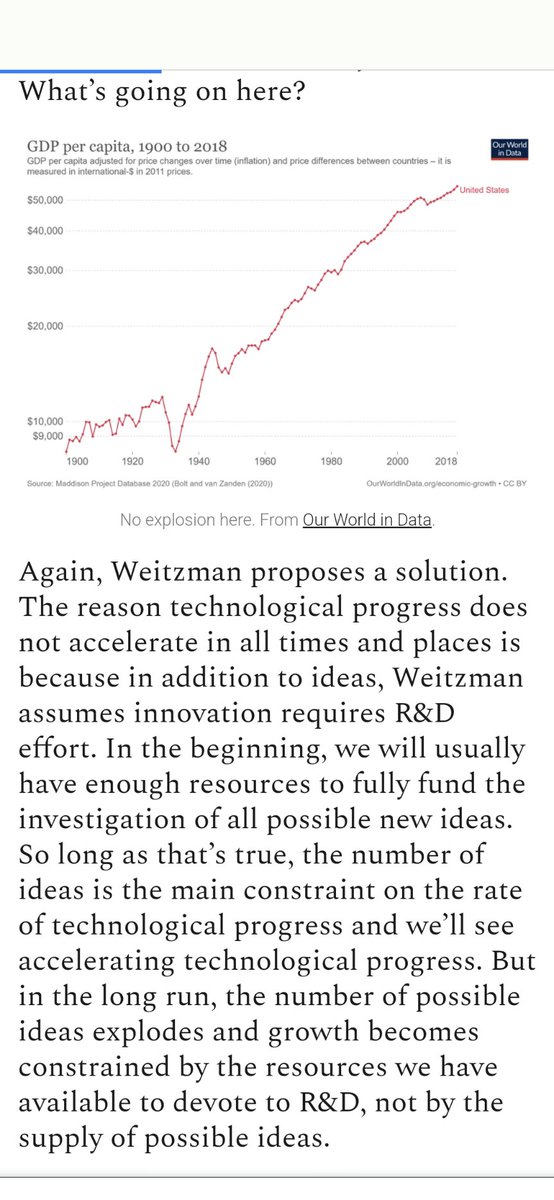 What’s going on here?
GDP per capita, 1900 to 2018
Our World
in Data
GDP per capita adjusted for price changes over time (inflation) and price differences between countries – it is
measured in international-$ in 2011 prices.
$50,000
United States
$40,000
$30,000
$20,000
$10,000
$9,000
1900 1920 1940 1960 1980 2000 2018
Source: Maddison Project Database 2020 (Bolt and van Zanden (2020)) OurWorldInData.org/economic-growth • CC BY
No explosion here. From Our World in Data.
Again, Weitzman proposes a solution.
The reason technological progress does
not accelerate in all times and places is
because in addition to ideas, Weitzman
assumes innovation requires R&D
effort. In the beginning, we will usually
have enough resources to fully fund the
investigation of all possible new ideas.
So long as that’s true, the number of
ideas is the main constraint on the rate
of technological progress and we’ll see
accelerating technological progress. But
in the long run, the number of possible
ideas explodes and growth becomes
constrained by the resources we have
available to devote to R&D, not by the
supply of possible ideas.